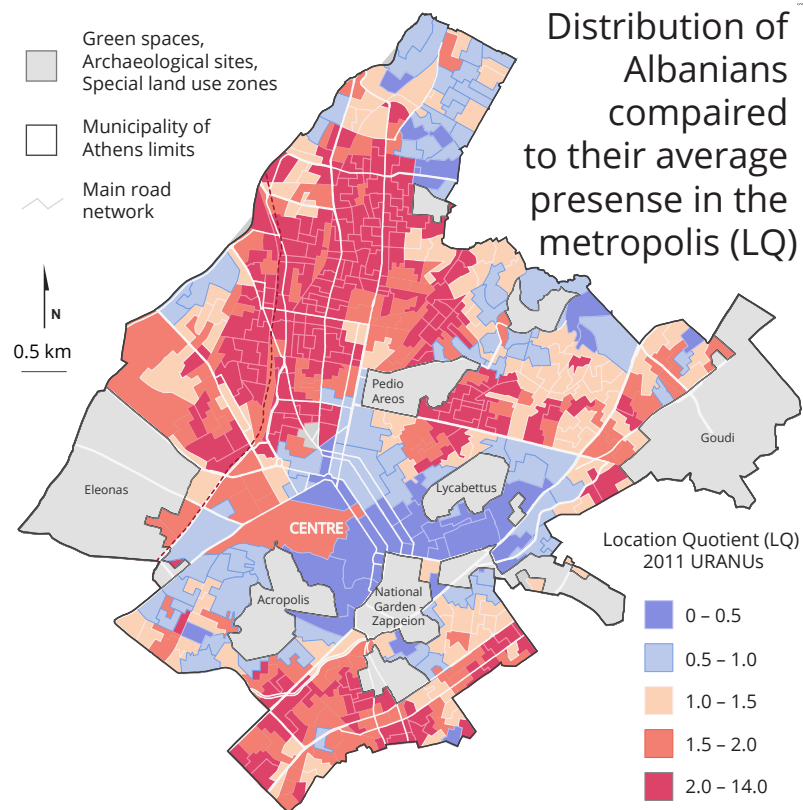 Distribution of
Albanians
compaired
to their average
presense in the
metropolis (LQ)
Green spaces,
Archaeological sites,
Special land use zones
Municipality of
Athens limits
Main road
network
N
0.5 km
Pedio
Areos
Goudi
Eleonas
Lycabettus
CENTRE
Acropolis
National
Garden -
Zappeion
Location Quotient (LQ)
2011 URANUs
0 – 0.5
0.5 – 1.0
1.0 – 1.5
1.5 – 2.0
2.0 – 14.0